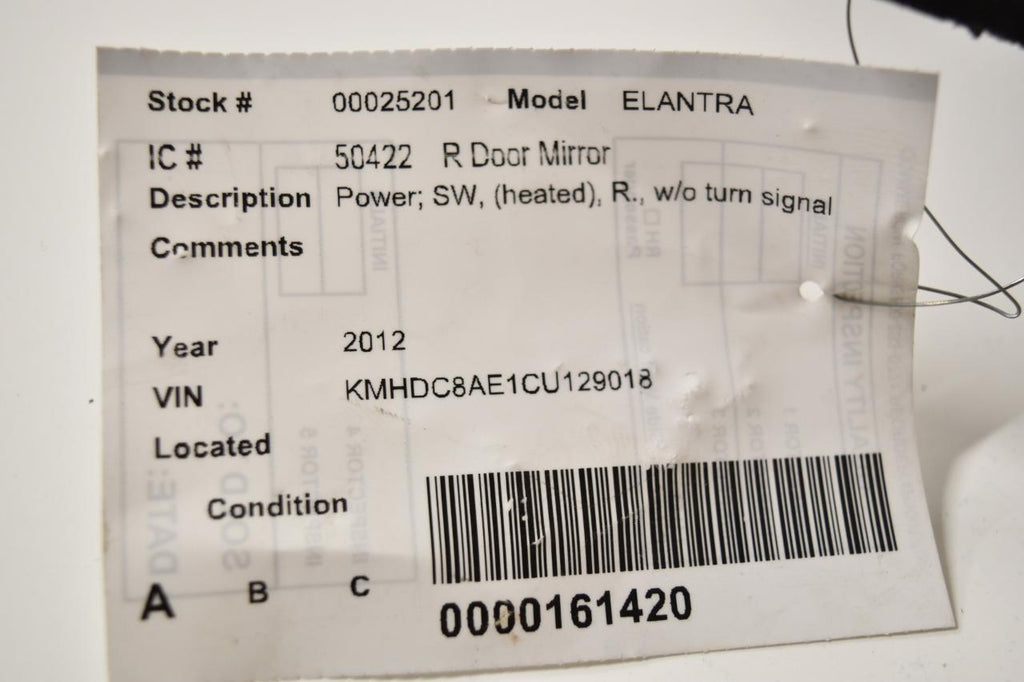 Stock # 00025201 Model ELANTRA
IC # 50422 R Door Mirror
Description Power; SW, (heated), R., w/o turn signal
Comments
Year 2012
VIN KMHDC8AE1CU129018
Located
Condition
A B C
0000161420